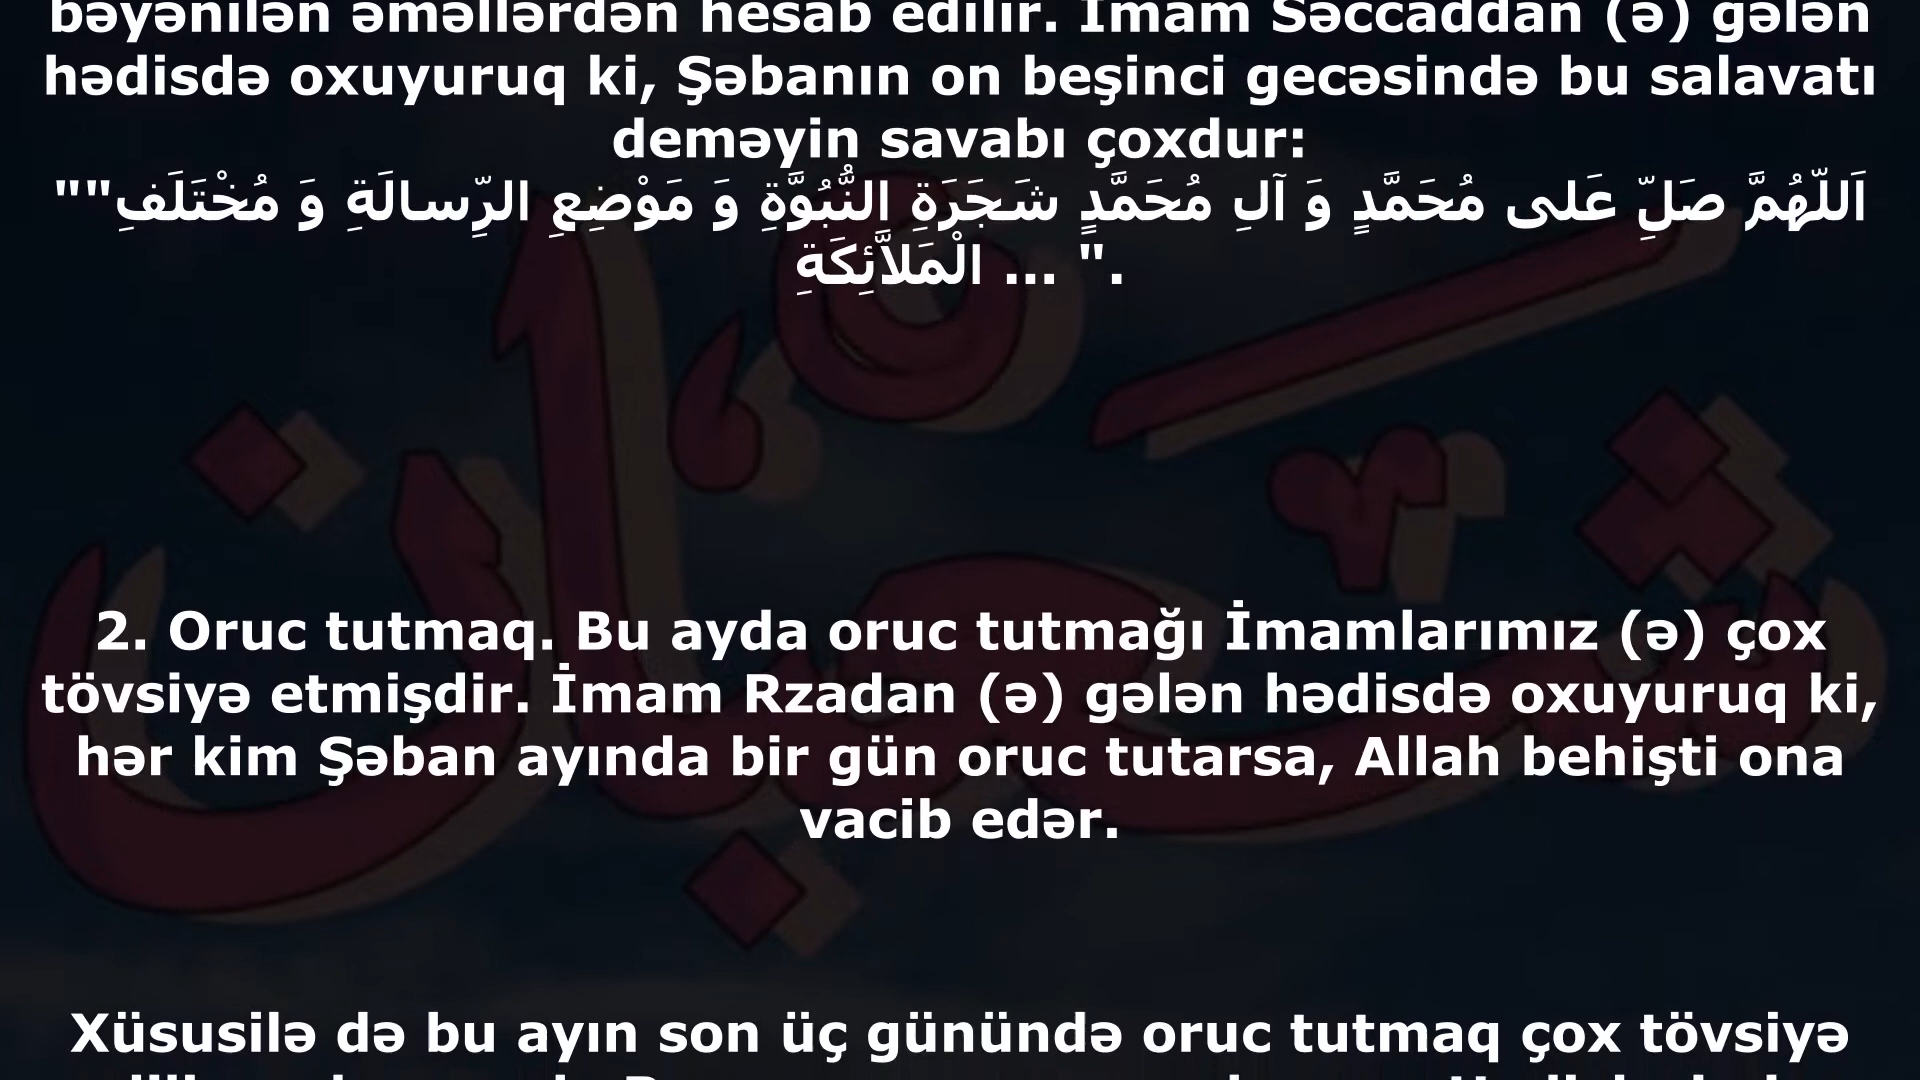 bəyənilən əməllərdən hesab edilir. İmam Səccaddan (ə) gələn
hədisdə oxuyuruq ki, Şəbanın on beşinci gecəsində bu salavatı
deməyin savabı çoxdur:
""اَللّهُمَّ صَلِّ عَلى مُحَمَّدٍ وَ آلِ مُحَمَّدٍ شَجَرَةِ النُّبُوَّةِ وَ مَوْضِعِ الرِّسالَةِ وَ مُخْتَلَفِ
الْمَلاَّئِكَةِ ... ".
2. Oruc tutmaq. Bu ayda oruc tutmağı İmamlarımız (ə) çox
tövsiyə etmişdir. İmam Rzadan (ə) gələn hədisdə oxuyuruq ki,
hər kim Şəban ayında bir gün oruc tutarsa, Allah behişti ona
vacib edər.
Xüsusilə də bu ayın son üç günündə oruc tutmaq çox tövsiyə